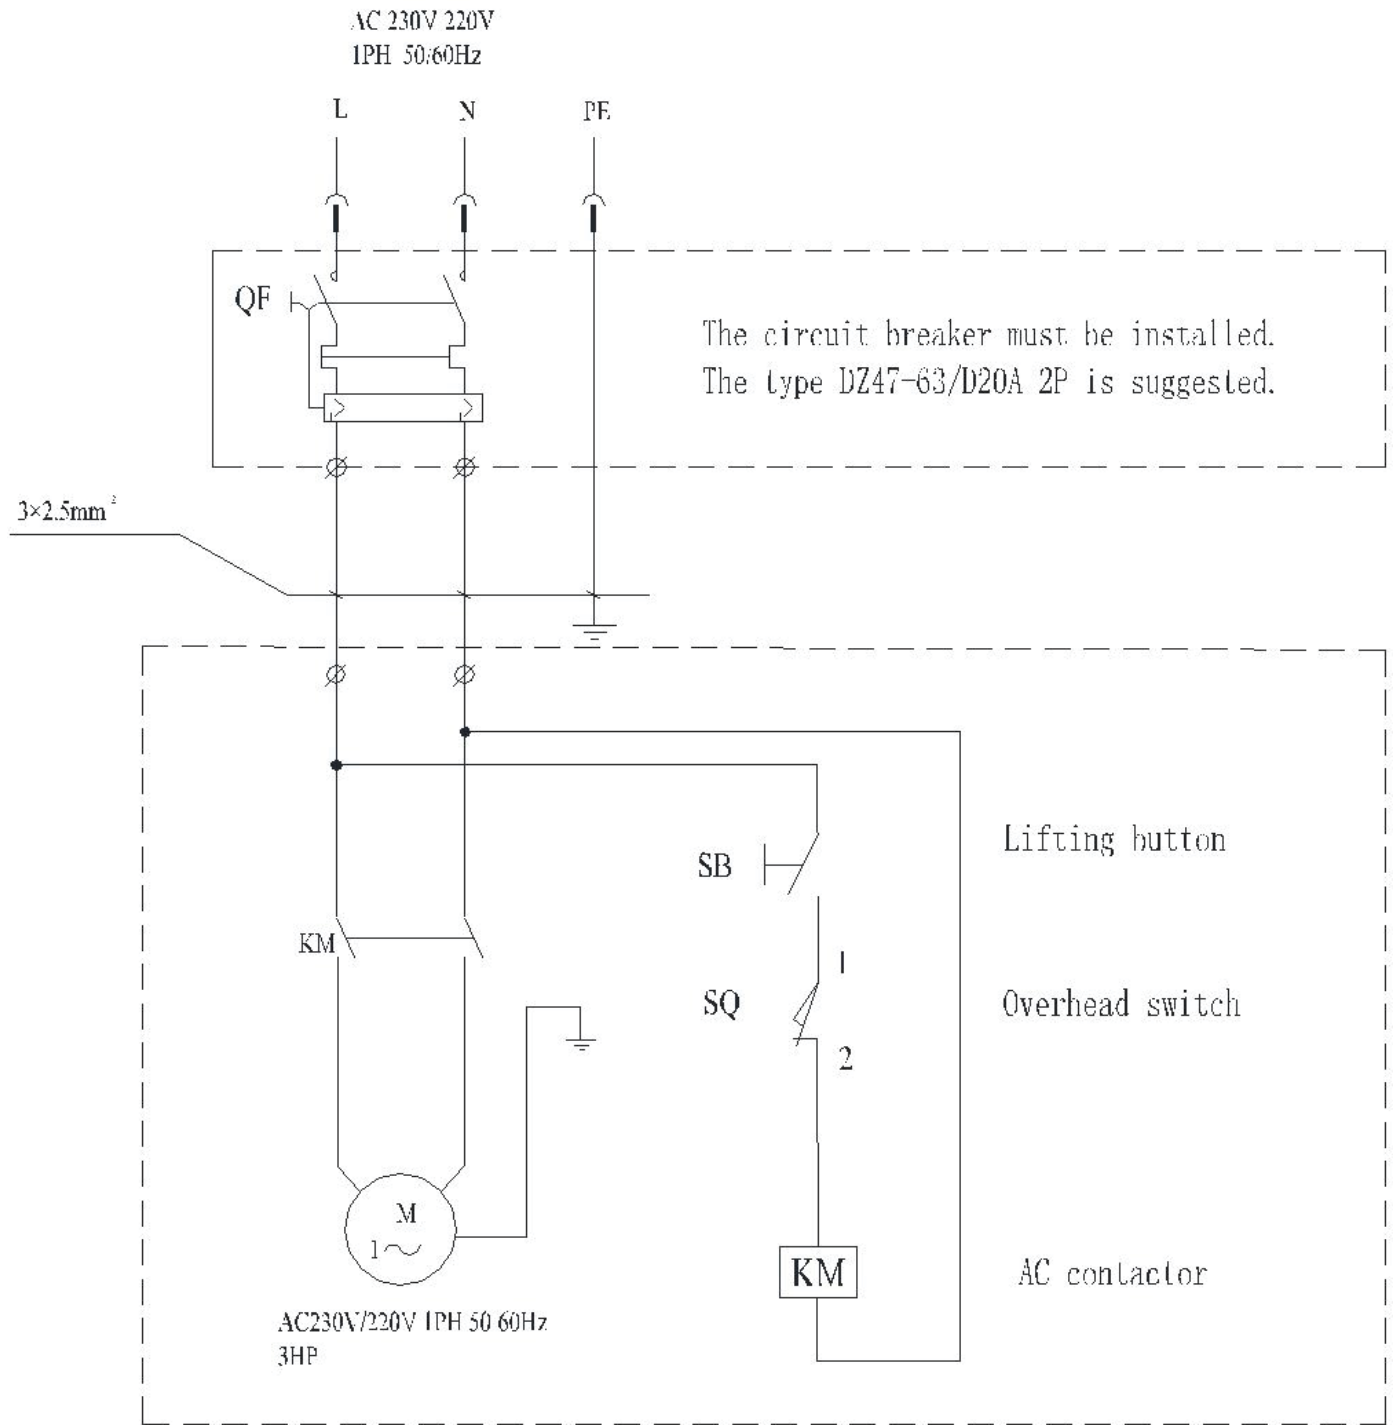 AC 230V 220V
1PH 50/60Hz
L N PE
QF
The circuit breaker must be installed.
The type DZ47-63/D20A 2P is suggested.
3×2.5mm²
Lifting button
SB
KM
1
SQ
Overhead switch
2
M
1~
KM
AC contactor
AC230V/220V 1PH 50 60Hz
3HP